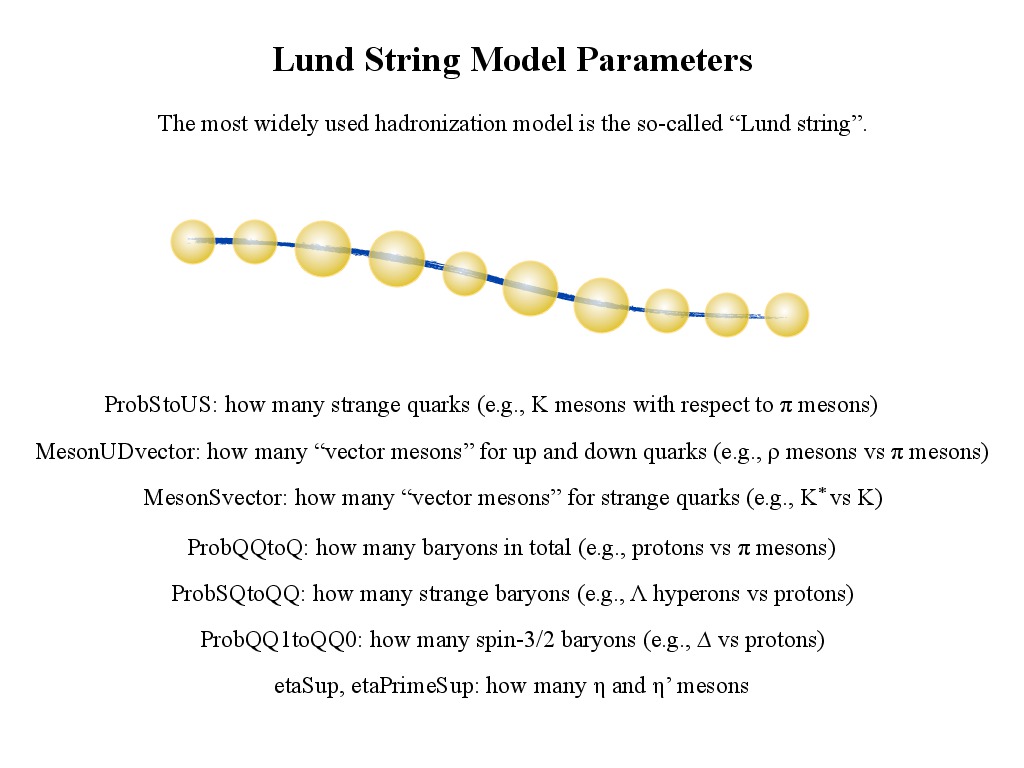 Lund String Model Parameters
The most widely used hadronization model is the so-called “Lund string”.
ProbStoUS: how many strange quarks (e.g., K mesons with respect to π mesons)
MesonUDvector: how many “vector mesons” for up and down quarks (e.g., ρ mesons vs π mesons)
MesonSvector: how many “vector mesons” for strange quarks (e.g., K* vs K)
ProbQQtoQ: how many baryons in total (e.g., protons vs π mesons)
ProbSQtoQQ: how many strange baryons (e.g., Λ hyperons vs protons)
ProbQQ1toQQ0: how many spin-3/2 baryons (e.g., Δ vs protons)
etaSup, etaPrimeSup: how many η and η’ mesons